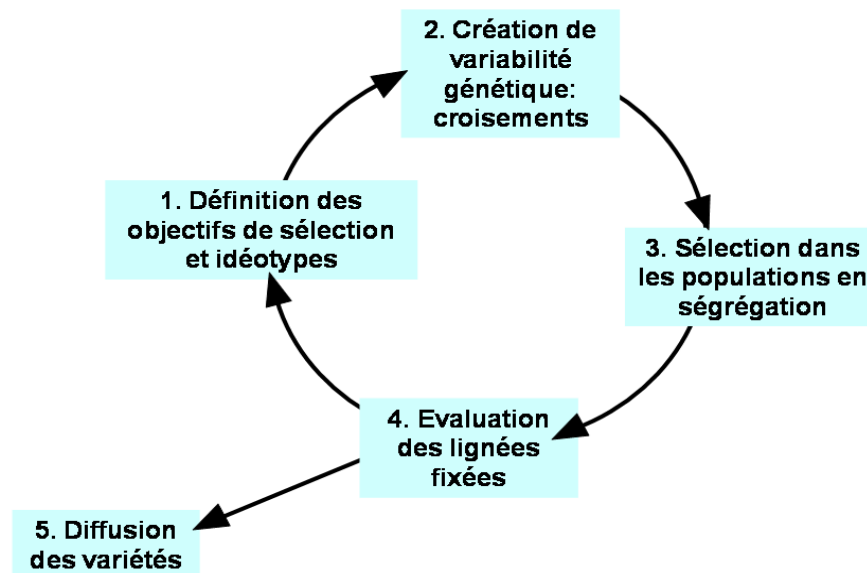 2. Création de
variabilité
génétique:
croisements
1. Définition des
objectifs de sélection
et idéotypes
3. Sélection dans
les populations en
ségrégation
4. Evaluation
des lignées
fixées
5. Diffusion
des variétés